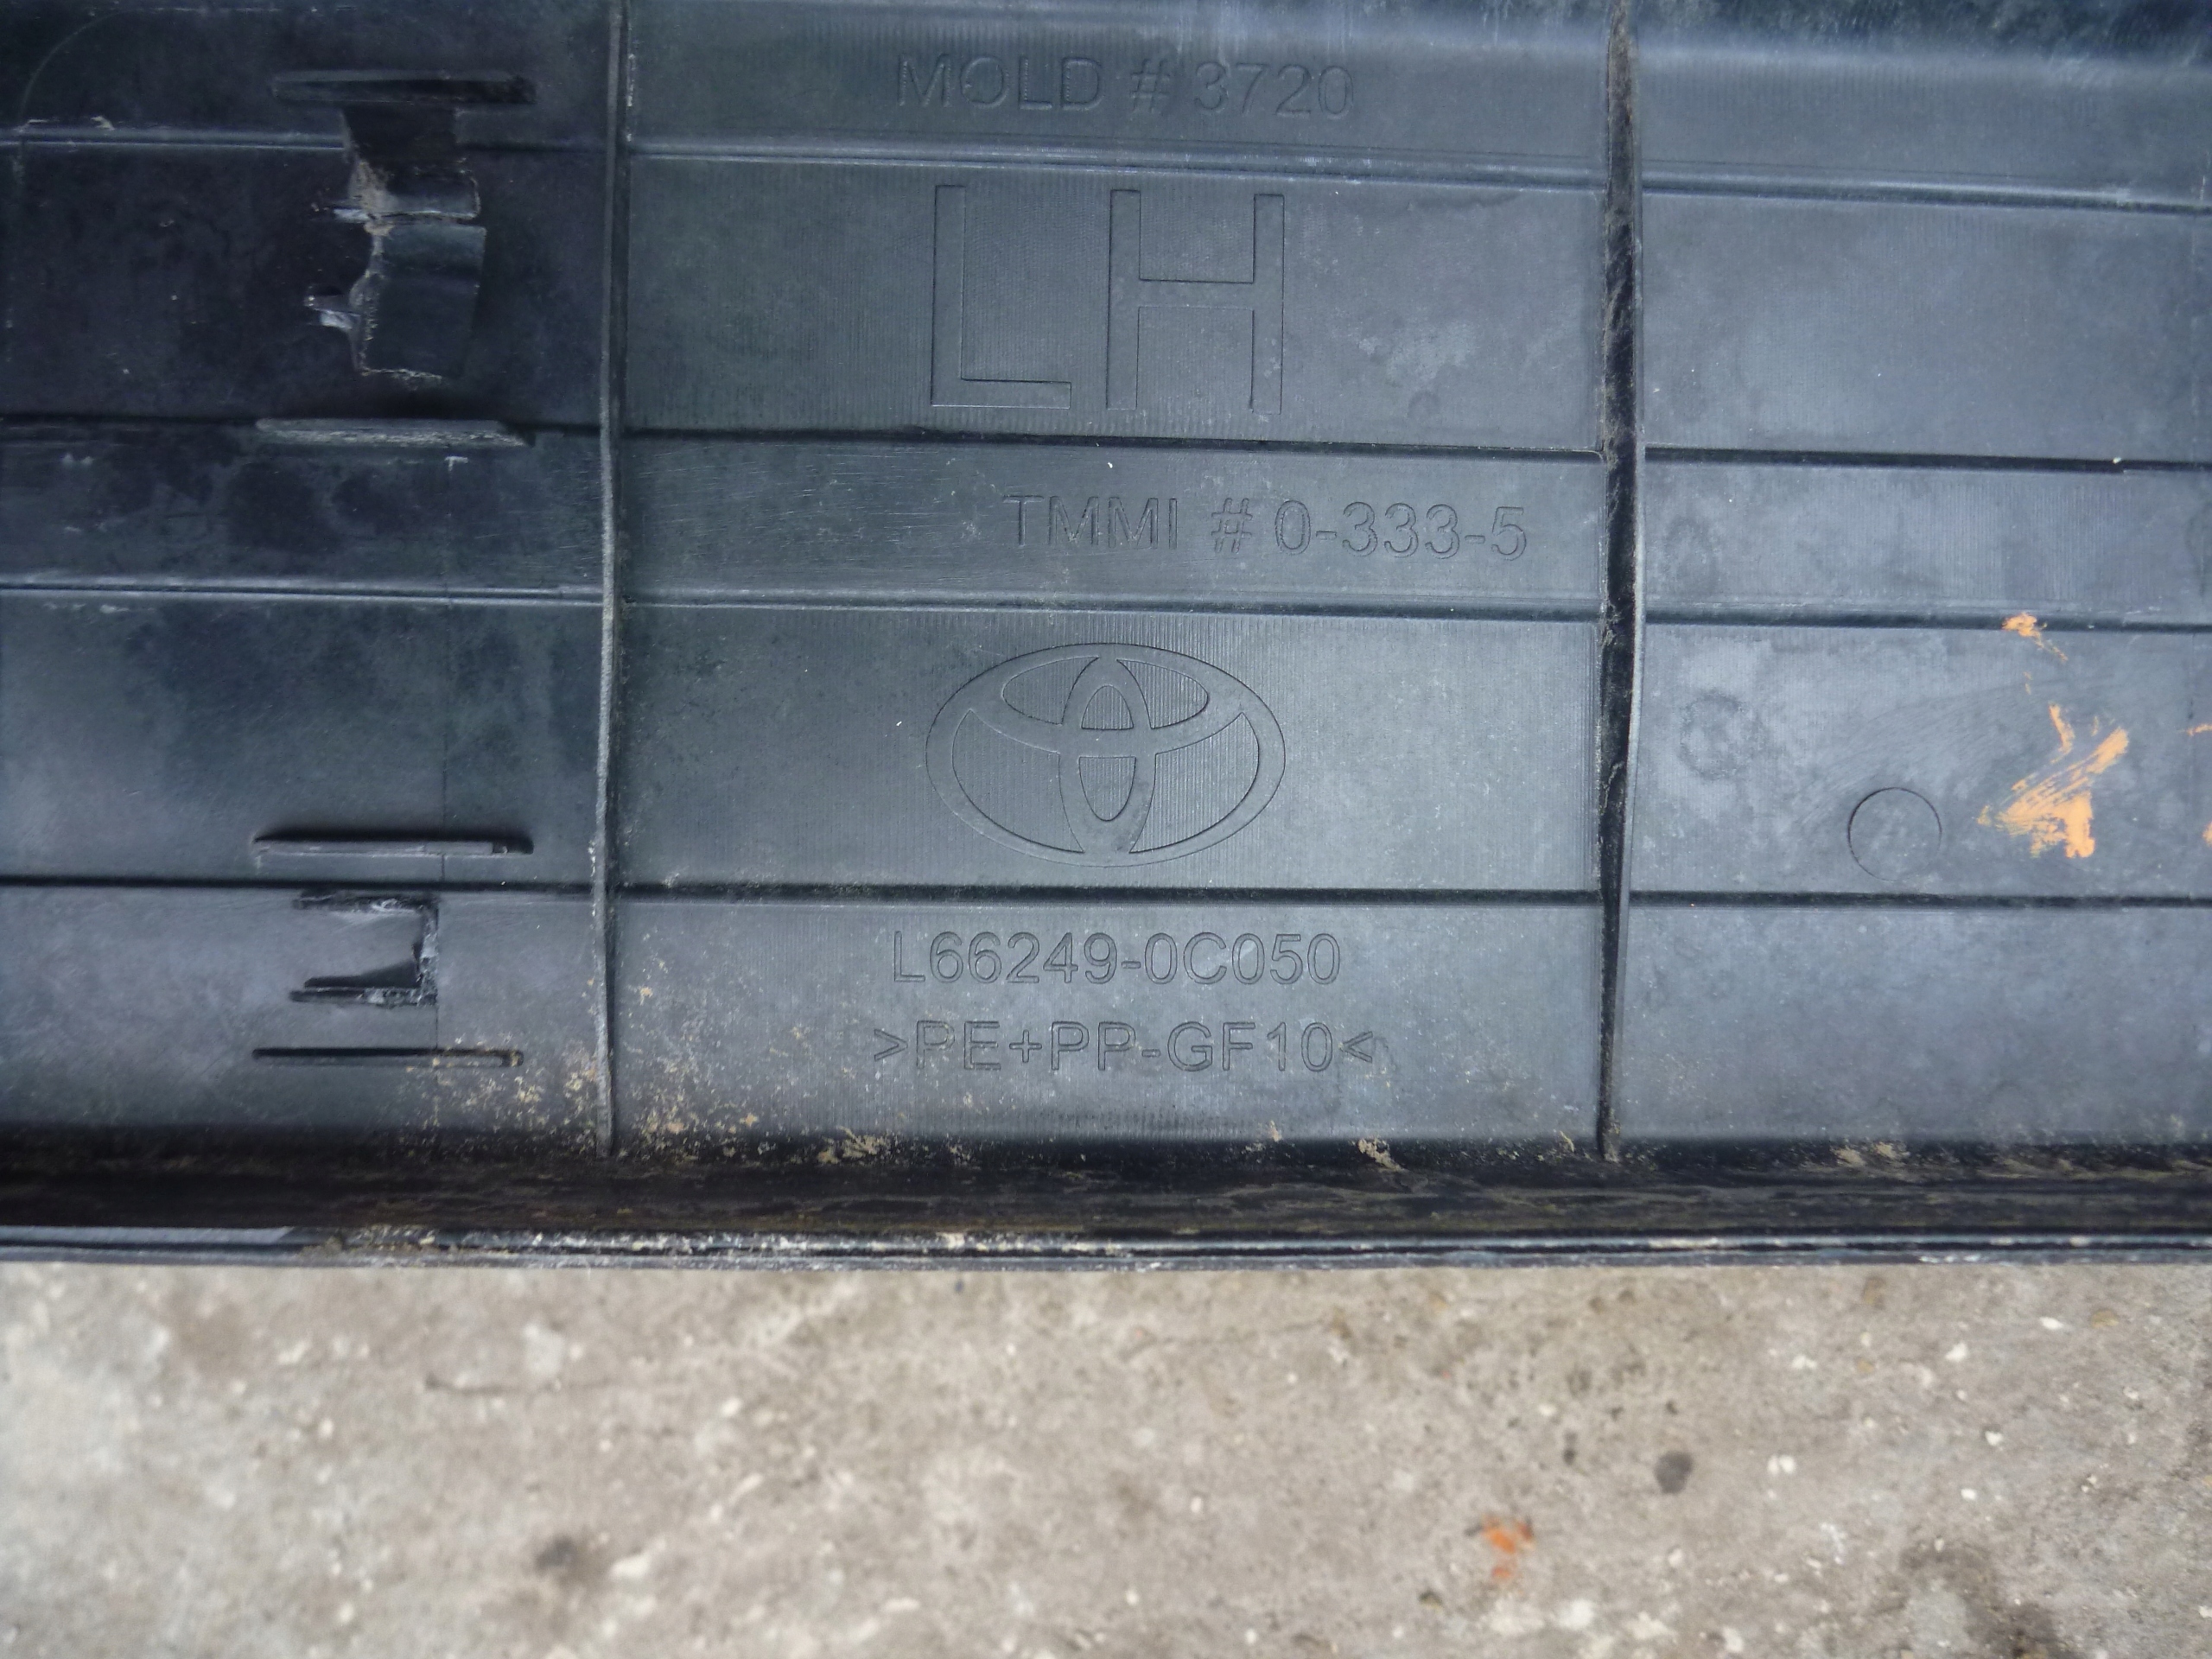 MOLD # 3720
LH
TMMI # 0-333-5
L66249-0C050
>PE+PP-GF10<